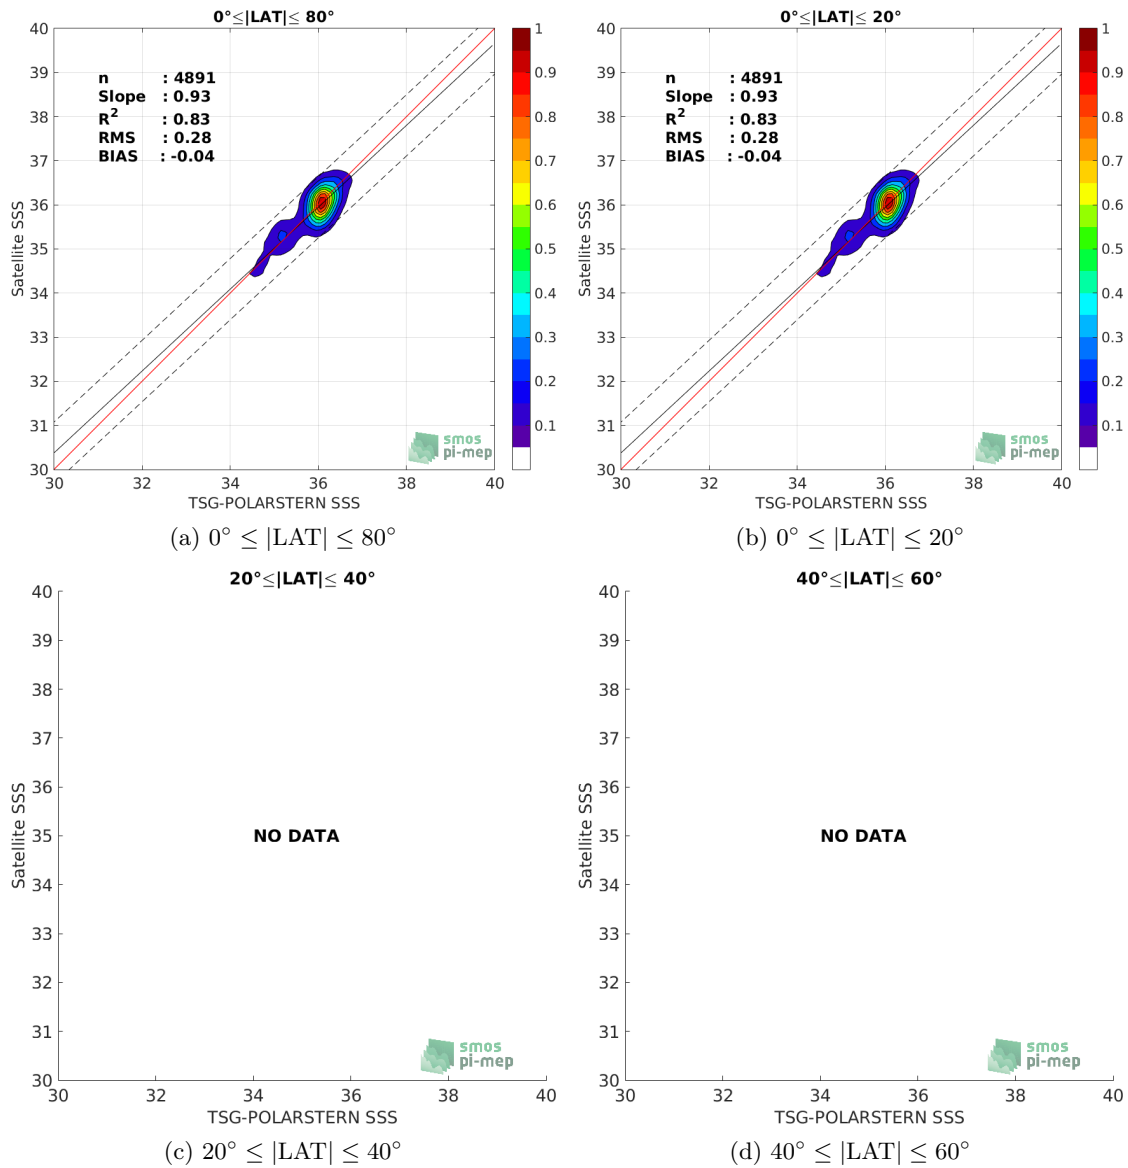 0°≤|LAT|≤ 80°
n : 4891
Slope : 0.93
R2 : 0.83
RMS : 0.28
BIAS : -0.04
40
39
38
37
36
35
34
33
32
31
30
Satellite SSS
30 32 34 36 38 40
TSG-POLARSTERN SSS
1
0.9
0.8
0.7
0.6
0.5
0.4
0.3
0.2
0.1
smos
pi-mep
(a) 0° ≤ |LAT| ≤ 80°
0°≤|LAT|≤ 20°
n : 4891
Slope : 0.93
R2 : 0.83
RMS : 0.28
BIAS : -0.04
40
39
38
37
36
35
34
33
32
31
30
Satellite SSS
30 32 34 36 38 40
TSG-POLARSTERN SSS
1
0.9
0.8
0.7
0.6
0.5
0.4
0.3
0.2
0.1
smos
pi-mep
(b) 0° ≤ |LAT| ≤ 20°
20°≤|LAT|≤ 40°
40
39
38
37
36
35
34
33
32
31
30
Satellite SSS
NO DATA
30 32 34 36 38 40
TSG-POLARSTERN SSS
smos
pi-mep
(c) 20° ≤ |LAT| ≤ 40°
40°≤|LAT|≤ 60°
40
39
38
37
36
35
34
33
32
31
30
Satellite SSS
NO DATA
30 32 34 36 38 40
TSG-POLARSTERN SSS
smos
pi-mep
(d) 40° ≤ |LAT| ≤ 60°